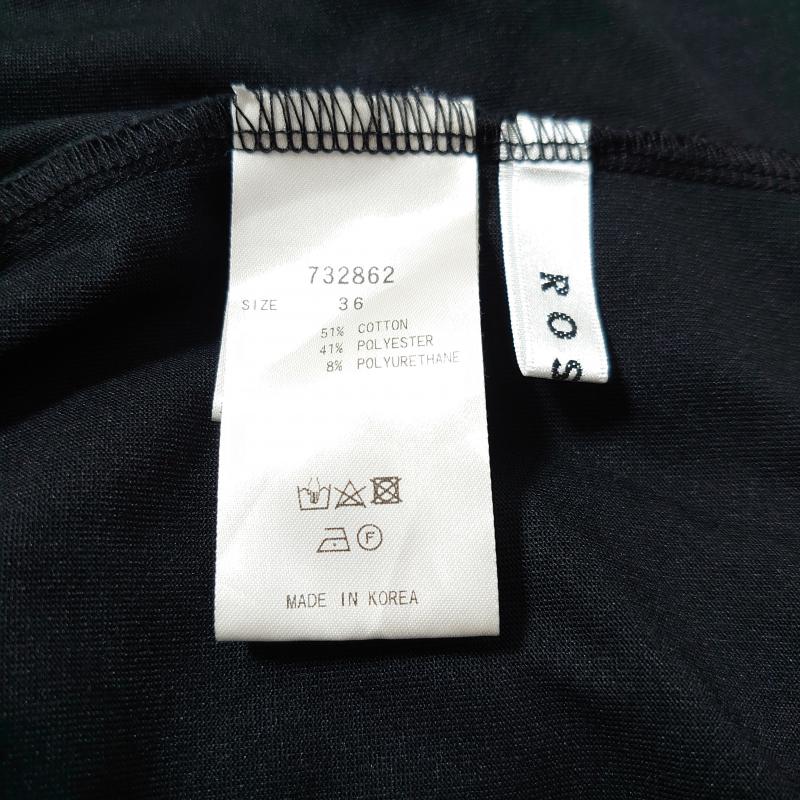 732862
SIZE 36
51% COTTON
41% POLYESTER
8% POLYURETHANE
F
MADE IN KOREA
ROS